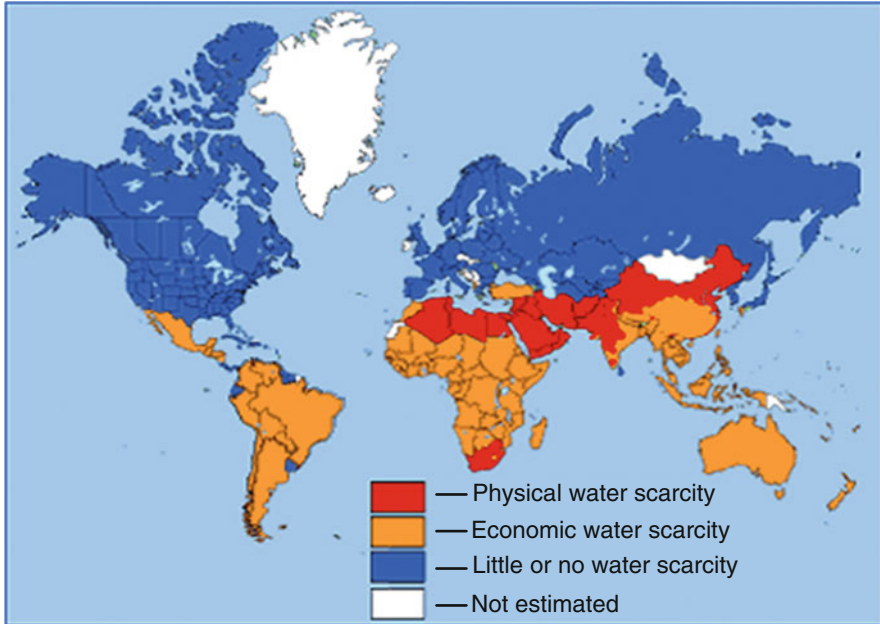 Physical water scarcity
Economic water scarcity
Little or no water scarcity
Not estimated